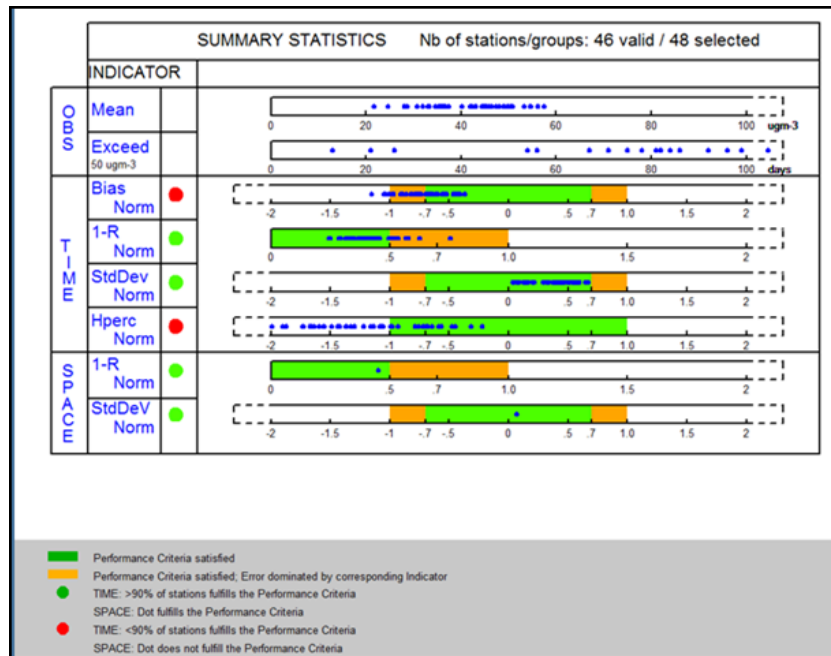 SUMMARY STATISTICS Nb of stations/groups: 46 valid / 48 selected
INDICATOR
OBS
Mean
0 20 40 60 80 100 ugm-3
Exceed
50 ugm-3
0 20 40 60 80 100 days
TIME
Bias
Norm
-2 -1.5 -1 -.7 -.5 0 .5 .7 1.0 1.5 2
1-R
Norm
0 .5 .7 1.0 1.5 2
StdDev
Norm
-2 -1.5 -1 -.7 -.5 0 .5 .7 1.0 1.5 2
Hperc
Norm
-2 -1.5 -1 -.7 -.5 0 .5 .7 1.0 1.5 2
SPACE
1-R
Norm
0 .5 .7 1.0 1.5 2
StdDeV
Norm
-2 -1.5 -1 -.7 -.5 0 .5 .7 1.0 1.5 2
Performance Criteria satisfied
Performance Criteria satisfied; Error dominated by corresponding Indicator
TIME: >90% of stations fulfills the Performance Criteria
SPACE: Dot fulfills the Performance Criteria
TIME: <90% of stations fulfills the Performance Criteria
SPACE: Dot does not fulfill the Performance Criteria